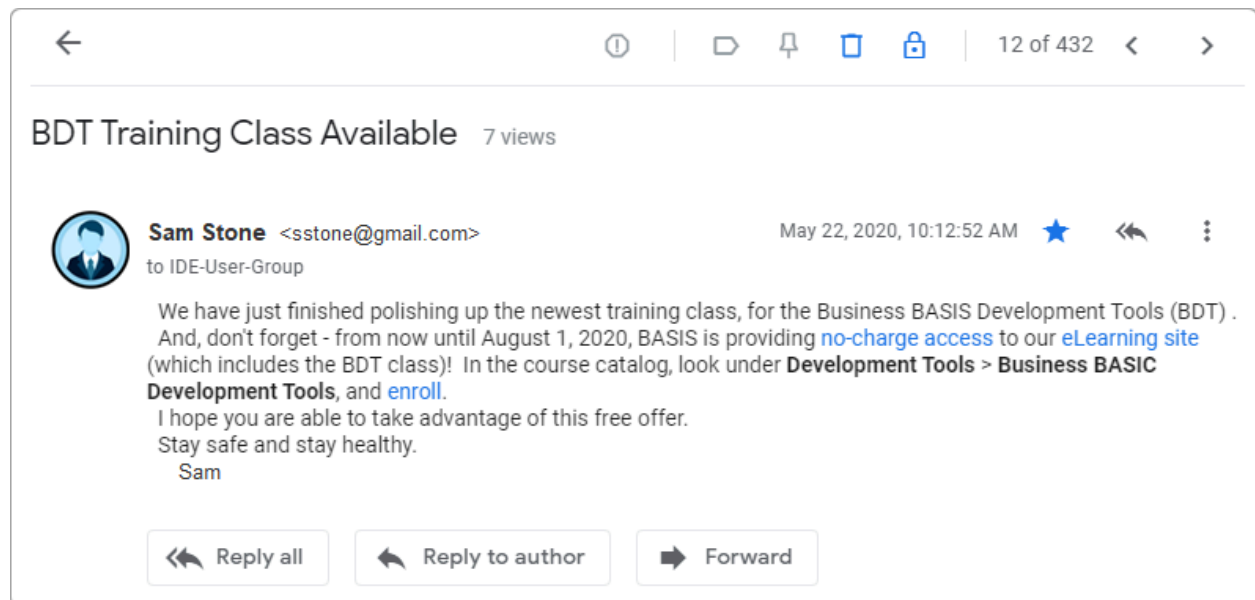 12 of 432
BDT Training Class Available 7 views
Sam Stone <sstone@gmail.com> May 22, 2020, 10:12:52 AM
to IDE-User-Group
We have just finished polishing up the newest training class, for the Business BASIS Development Tools (BDT) .
And, don't forget - from now until August 1, 2020, BASIS is providing no-charge access to our eLearning site
(which includes the BDT class)! In the course catalog, look under Development Tools > Business BASIC
Development Tools, and enroll.
I hope you are able to take advantage of this free offer.
Stay safe and stay healthy.
Sam
Reply all Reply to author Forward